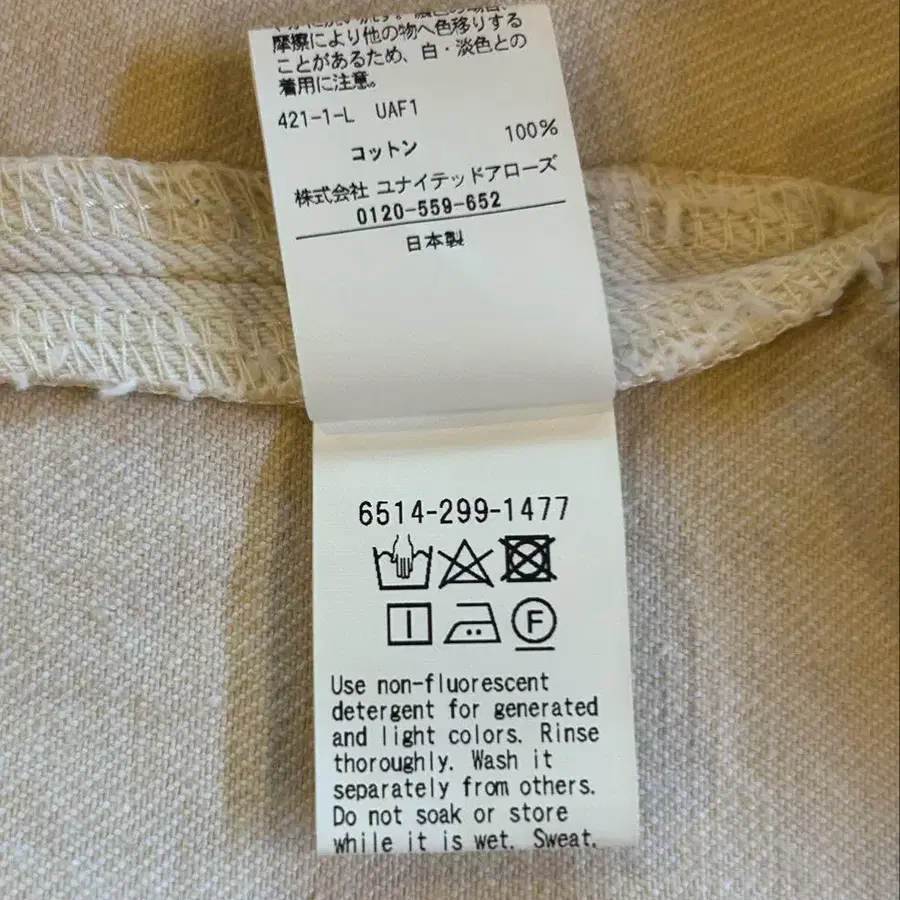 摩擦により他の物へ色移りする
ことがあるため、白・淡色との
着用に注意。
421-1-L UAF1
コットン 100%
株式会社 ユナイテッドアローズ
0120-559-652
日本製
6514-299-1477
F
Use non-fluorescent
detergent for generated
and light colors. Rinse
thoroughly. Wash it
separately from others.
Do not soak or store
while it is wet. Sweat,